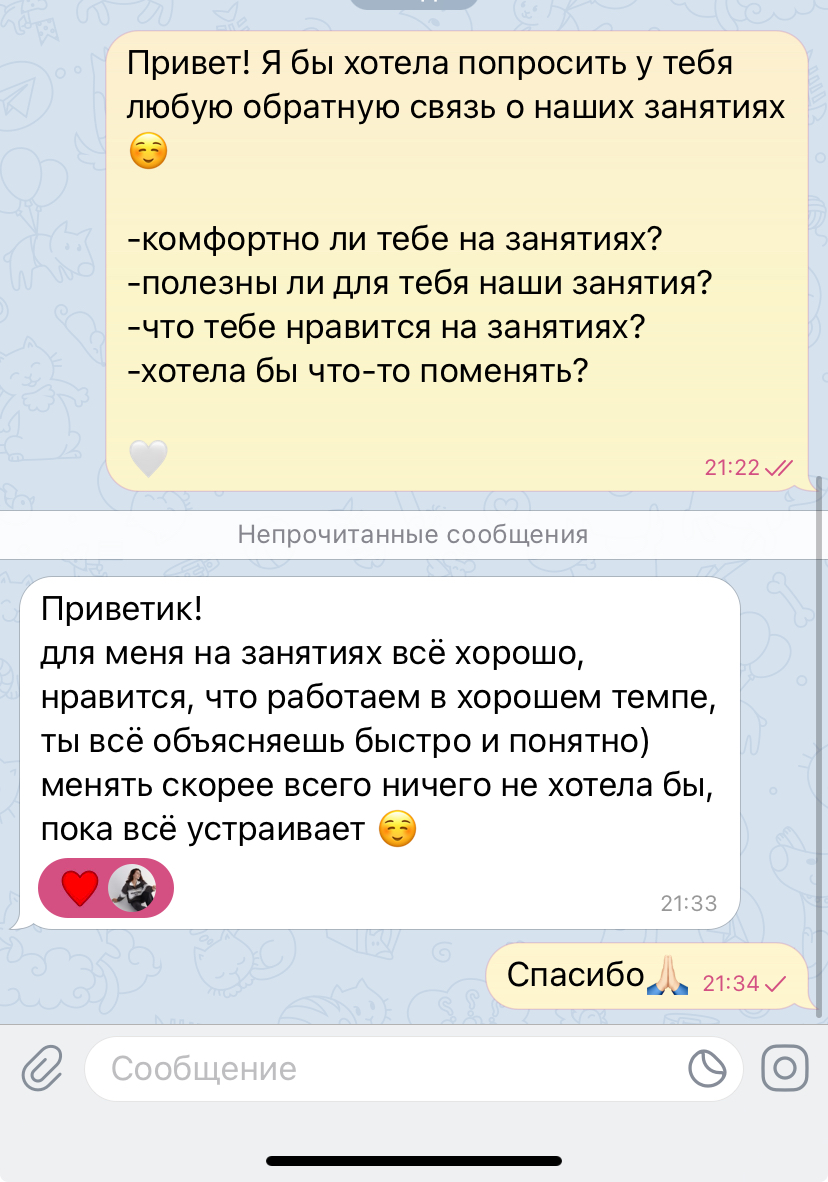 Привет! Я бы хотела попросить у тебя
любую обратную связь о наших занятиях
☺️
-комфортно ли тебе на занятиях?
-полезны ли для тебя наши занятия?
-что тебе нравится на занятиях?
-хотела бы что-то поменять?
🤍
21:22
Непрочитанные сообщения
Приветик!
для меня на занятиях всё хорошо,
нравится, что работаем в хорошем темпе,
ты всё объясняешь быстро и понятно)
менять скорее всего ничего не хотела бы,
пока всё устраивает ☺️
❤️
21:33
Спасибо🙏🏻 21:34
Сообщение